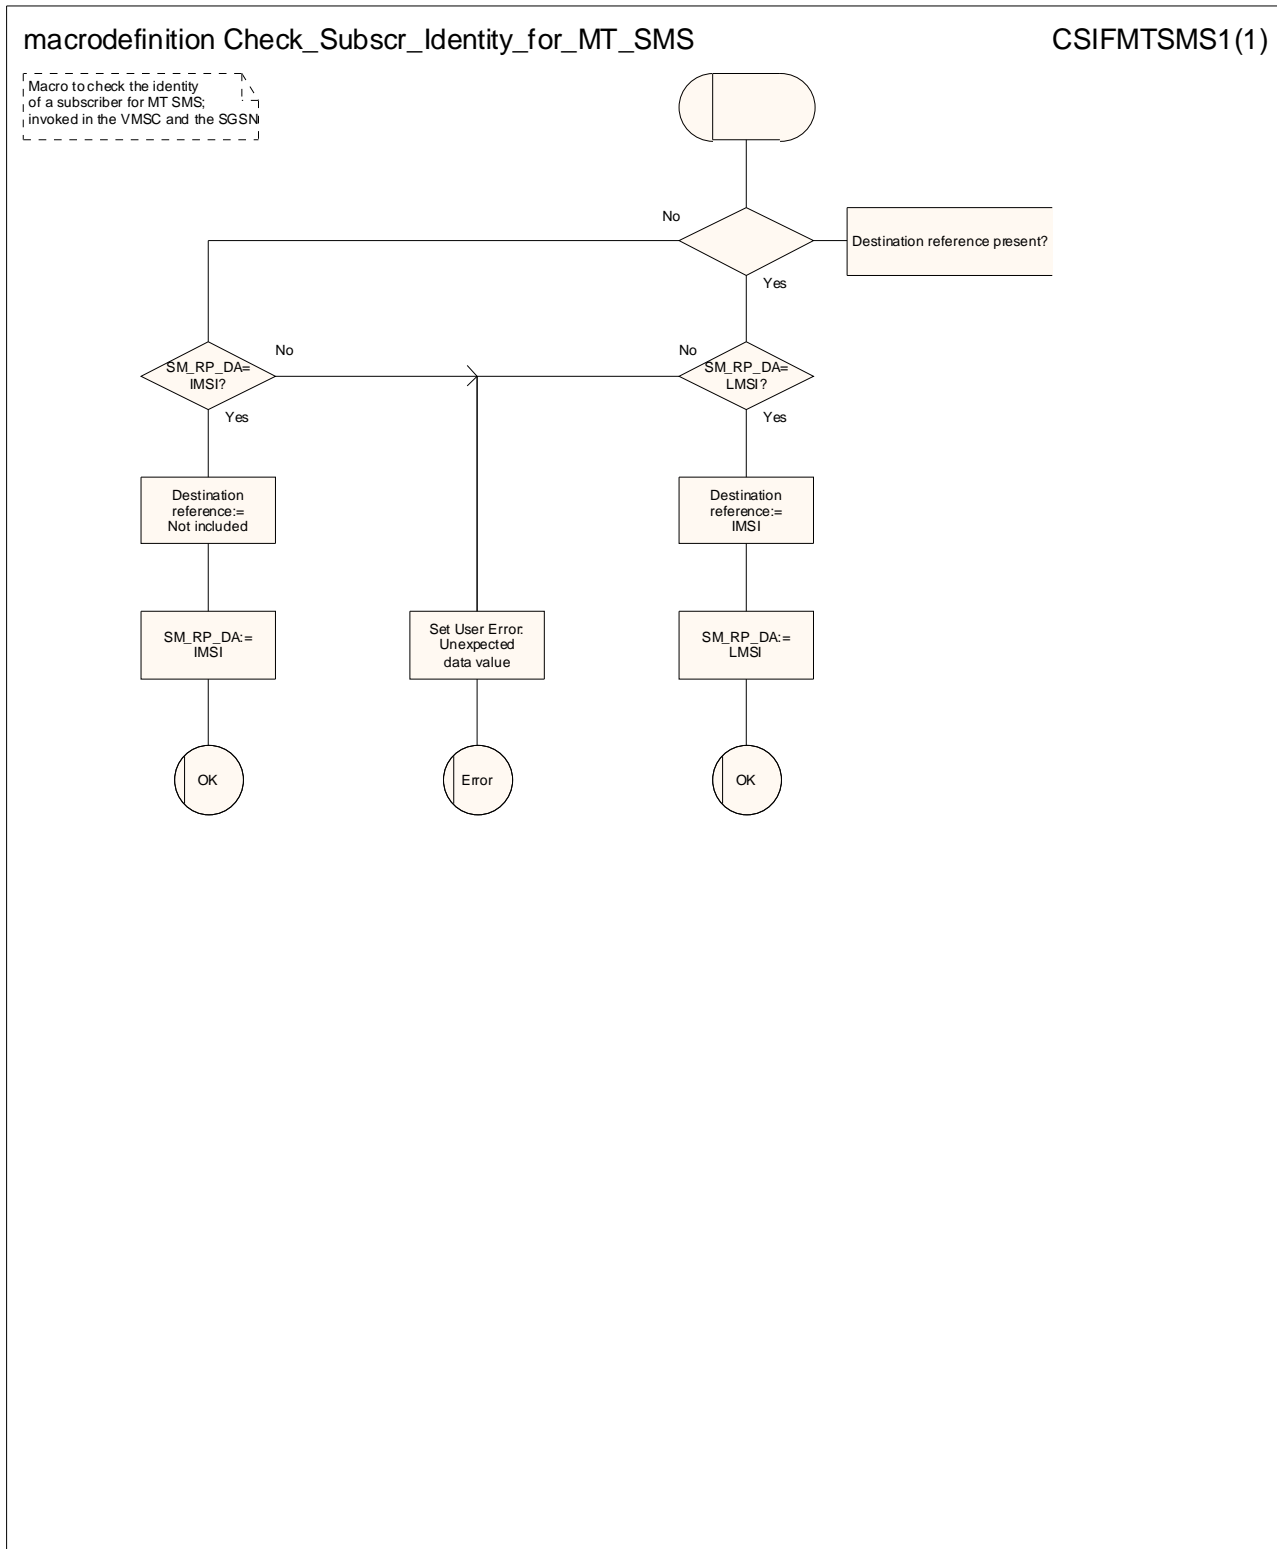 macrodefinition Check_Subscr_Identity_for_MT_SMS
CSIFMTSMS1(1)
Macro to check the identity
of a subscriber for MT SMS;
invoked in the VMSC and the SGSN
No
Destination reference present?
Yes
SM_RP_DA=
IMSI?
No
No
SM_RP_DA=
LMSI?
Yes
Yes
Destination
reference:=
Not included
Destination
reference:=
IMSI
SM_RP_DA:=
IMSI
Set User Error:
Unexpected
data value
SM_RP_DA:=
LMSI
OK
Error
OK